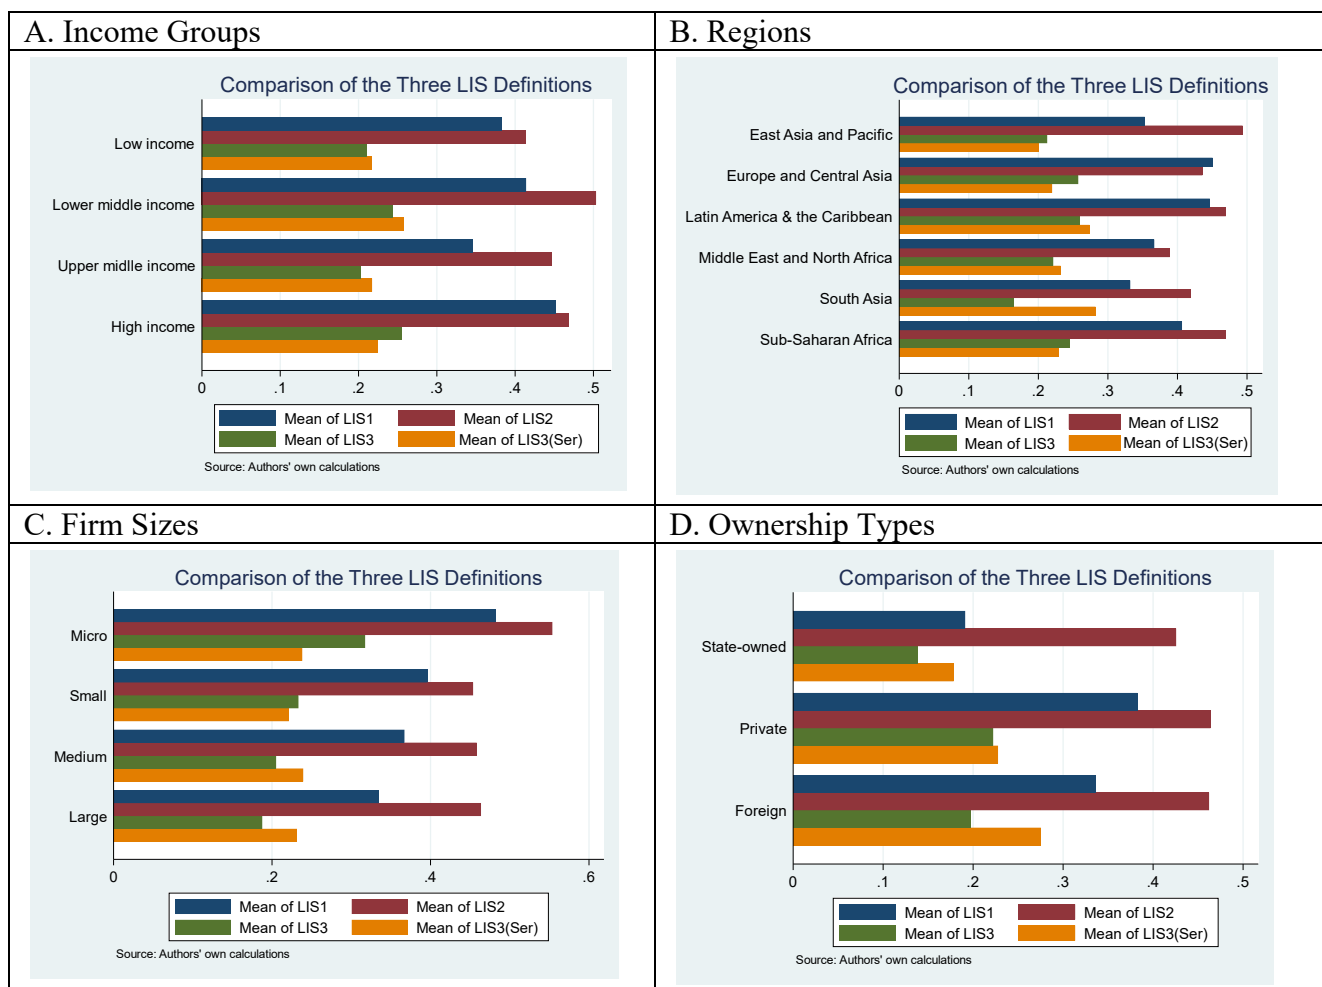 A. Income Groups
B. Regions
Comparison of the Three LIS Definitions
Low income
Lower middle income
Upper midlle income
High income
0 .1 .2 .3 .4 .5
Mean of LIS1 Mean of LIS2
Mean of LIS3 Mean of LIS3(Ser)
Source: Authors' own calculations
Comparison of the Three LIS Definitions
East Asia and Pacific
Europe and Central Asia
Latin America & the Caribbean
Middle East and North Africa
South Asia
Sub-Saharan Africa
0 .1 .2 .3 .4 .5
Mean of LIS1 Mean of LIS2
Mean of LIS3 Mean of LIS3(Ser)
Source: Authors' own calculations
C. Firm Sizes
D. Ownership Types
Comparison of the Three LIS Definitions
Micro
Small
Medium
Large
0 .2 .4 .6
Mean of LIS1 Mean of LIS2
Mean of LIS3 Mean of LIS3(Ser)
Source: Authors' own calculations
Comparison of the Three LIS Definitions
State-owned
Private
Foreign
0 .1 .2 .3 .4 .5
Mean of LIS1 Mean of LIS2
Mean of LIS3 Mean of LIS3(Ser)
Source: Authors' own calculations